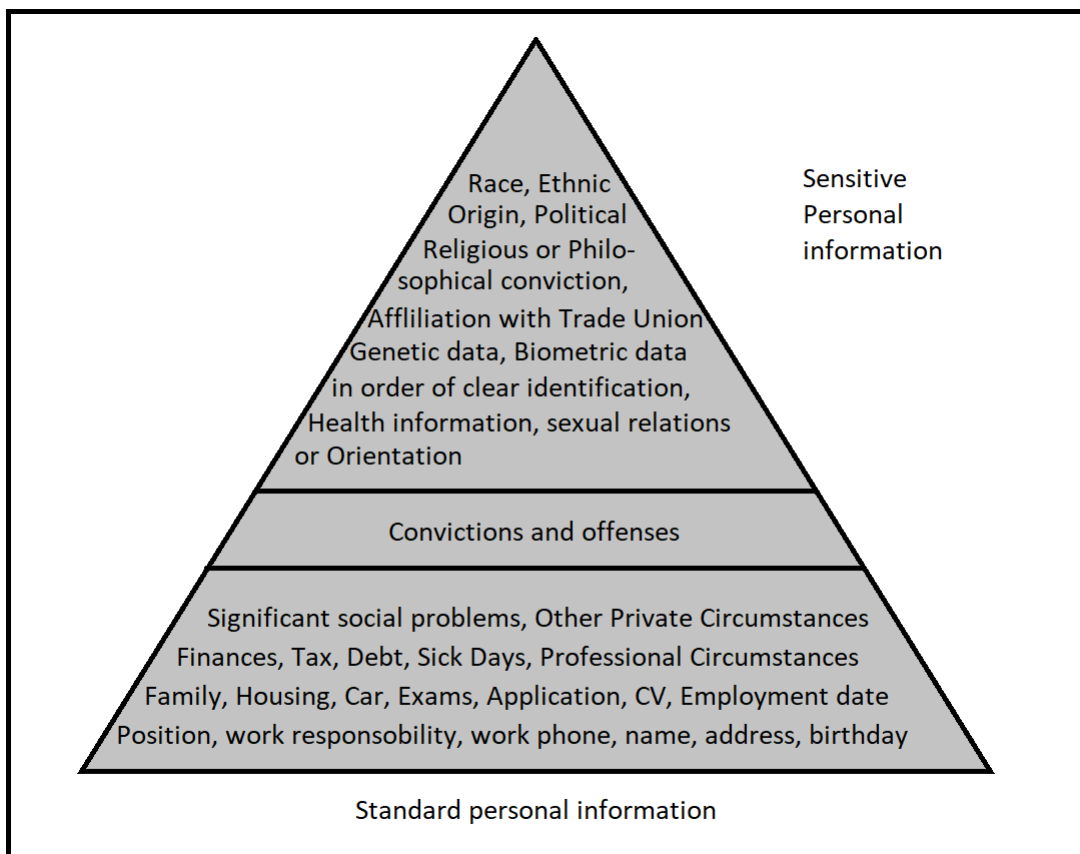 Race, Ethnic
Origin, Political
Religious or Philo-
sophical conviction,
Affliliation with Trade Union
Genetic data, Biometric data
in order of clear identification,
Health information, sexual relations
or Orientation
Sensitive
Personal
information
Convictions and offenses
Significant social problems, Other Private Circumstances
Finances, Tax, Debt, Sick Days, Professional Circumstances
Family, Housing, Car, Exams, Application, CV, Employment date
Position, work responsobility, work phone, name, address, birthday
Standard personal information